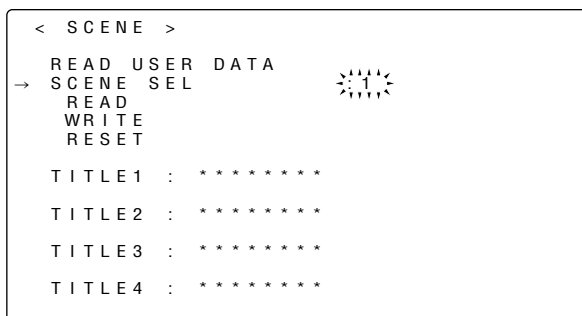 < SCENE >
READ USER DATA
→ SCENE SEL :1
READ
WRITE
RESET
TITLE1 : ********
TITLE2 : ********
TITLE3 : ********
TITLE4 : ********